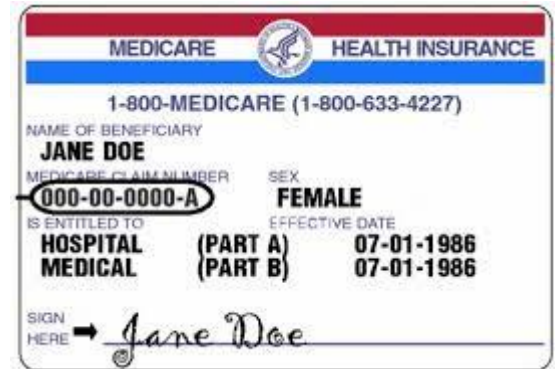 MEDICARE HEALTH INSURANCE
1-800-MEDICARE (1-800-633-4227)
NAME OF BENEFICIARY
JANE DOE
MEDICARE CLAIM NUMBER SEX
000-00-0000-A FEMALE
IS ENTITLED TO EFFECTIVE DATE
HOSPITAL (PART A) 07-01-1986
MEDICAL (PART B) 07-01-1986
SIGN
HERE Jane Doe